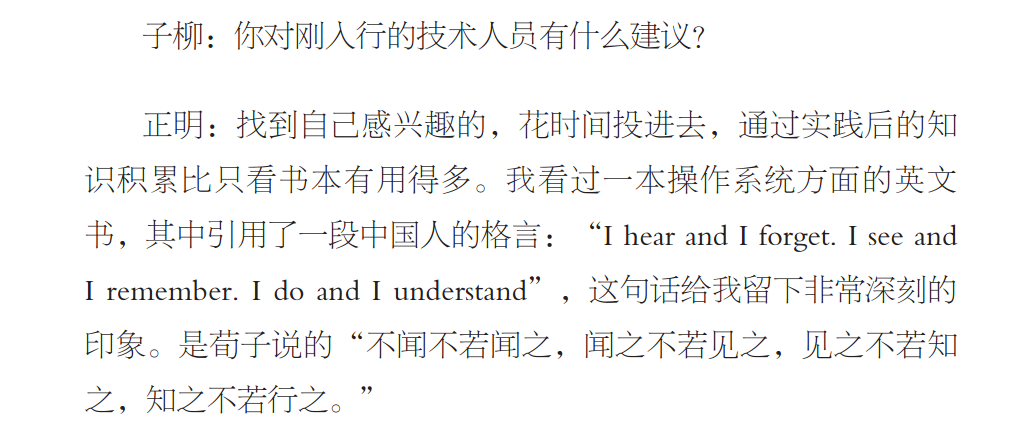 子柳：你对刚入行的技术人员有什么建议？
正明：找到自己感兴趣的，花时间投进去，通过实践后的知
识积累比只看书本有用得多。我看过一本操作系统方面的英文
书，其中引用了一段中国人的格言：“I hear and I forget. I see and
I remember. I do and I understand”，这句话给我留下非常深刻的
印象。是荀子说的“不闻不若闻之，闻之不若见之，见之不若知
之，知之不若行之。”